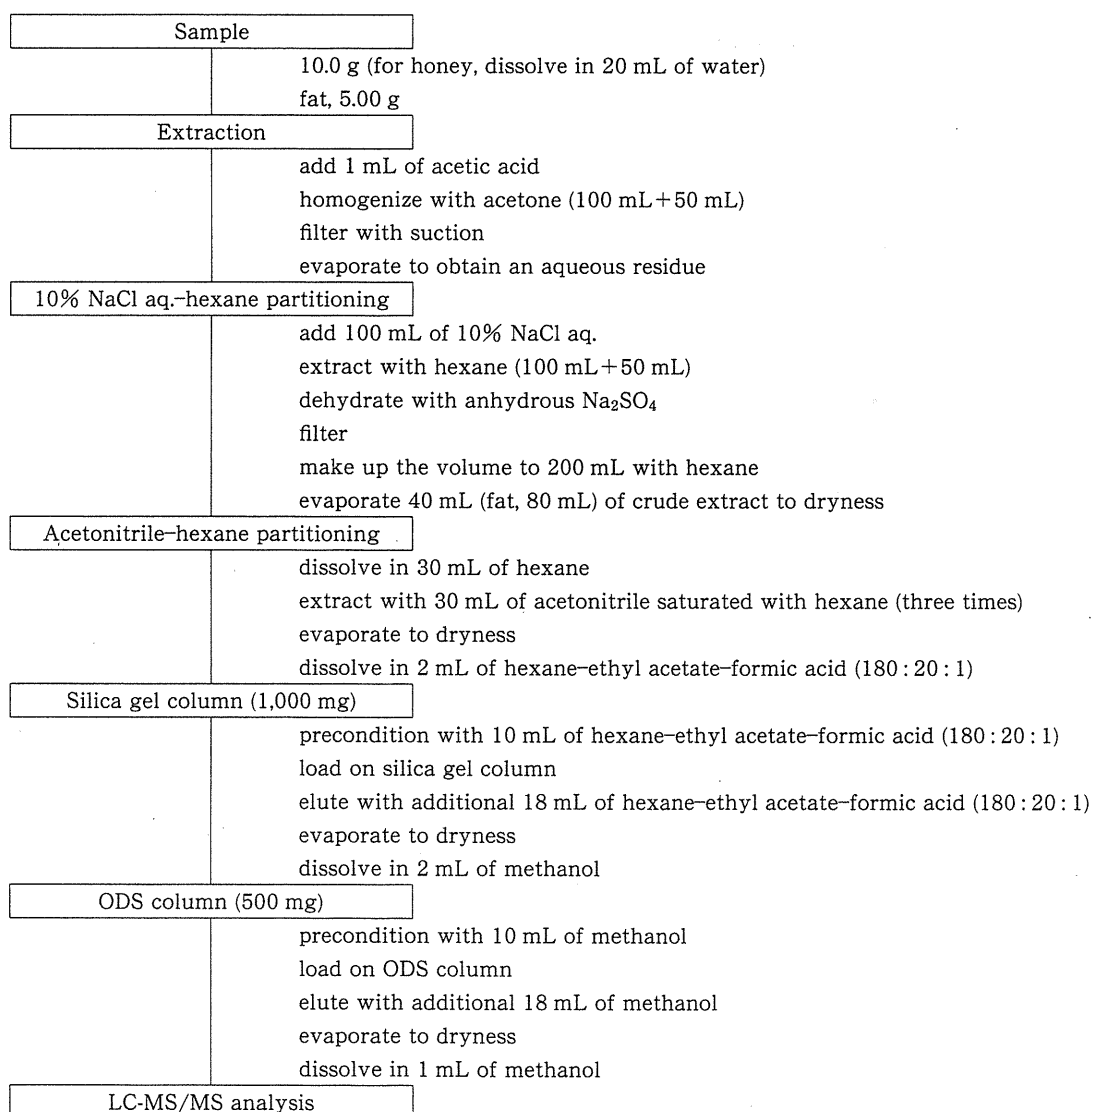 Sample
10.0 g (for honey, dissolve in 20 mL of water)
fat, 5.00 g
Extraction
add 1 mL of acetic acid
homogenize with acetone (100 mL+50 mL)
filter with suction
evaporate to obtain an aqueous residue
10% NaCl aq.–hexane partitioning
add 100 mL of 10% NaCl aq.
extract with hexane (100 mL+50 mL)
dehydrate with anhydrous Na₂SO₄
filter
make up the volume to 200 mL with hexane
evaporate 40 mL (fat, 80 mL) of crude extract to dryness
Acetonitrile–hexane partitioning
dissolve in 30 mL of hexane
extract with 30 mL of acetonitrile saturated with hexane (three times)
evaporate to dryness
dissolve in 2 mL of hexane–ethyl acetate–formic acid (180 : 20 : 1)
Silica gel column (1,000 mg)
precondition with 10 mL of hexane–ethyl acetate–formic acid (180 : 20 : 1)
load on silica gel column
elute with additional 18 mL of hexane–ethyl acetate–formic acid (180 : 20 : 1)
evaporate to dryness
dissolve in 2 mL of methanol
ODS column (500 mg)
precondition with 10 mL of methanol
load on ODS column
elute with additional 18 mL of methanol
evaporate to dryness
dissolve in 1 mL of methanol
LC-MS/MS analysis